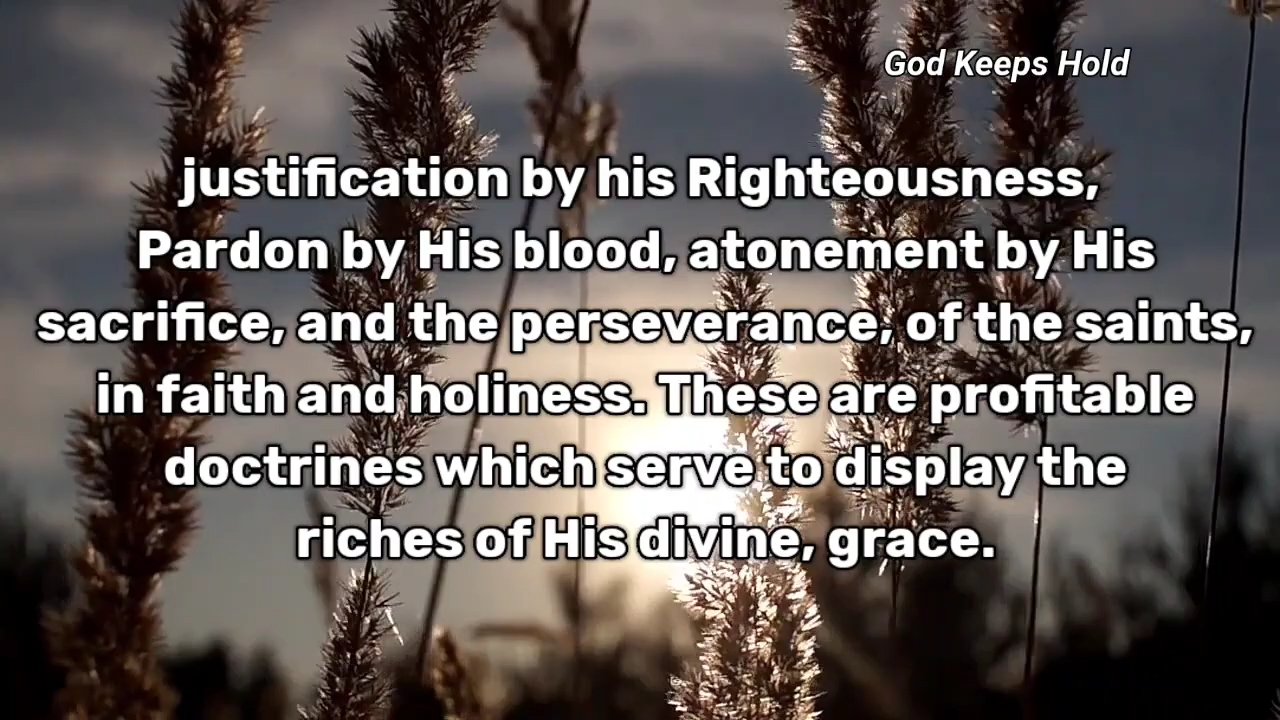 God Keeps Hold
justification by his Righteousness,
Pardon by His blood, atonement by His
sacrifice, and the perseverance, of the saints,
in faith and holiness. These are profitable
doctrines which serve to display the
riches of His divine, grace.